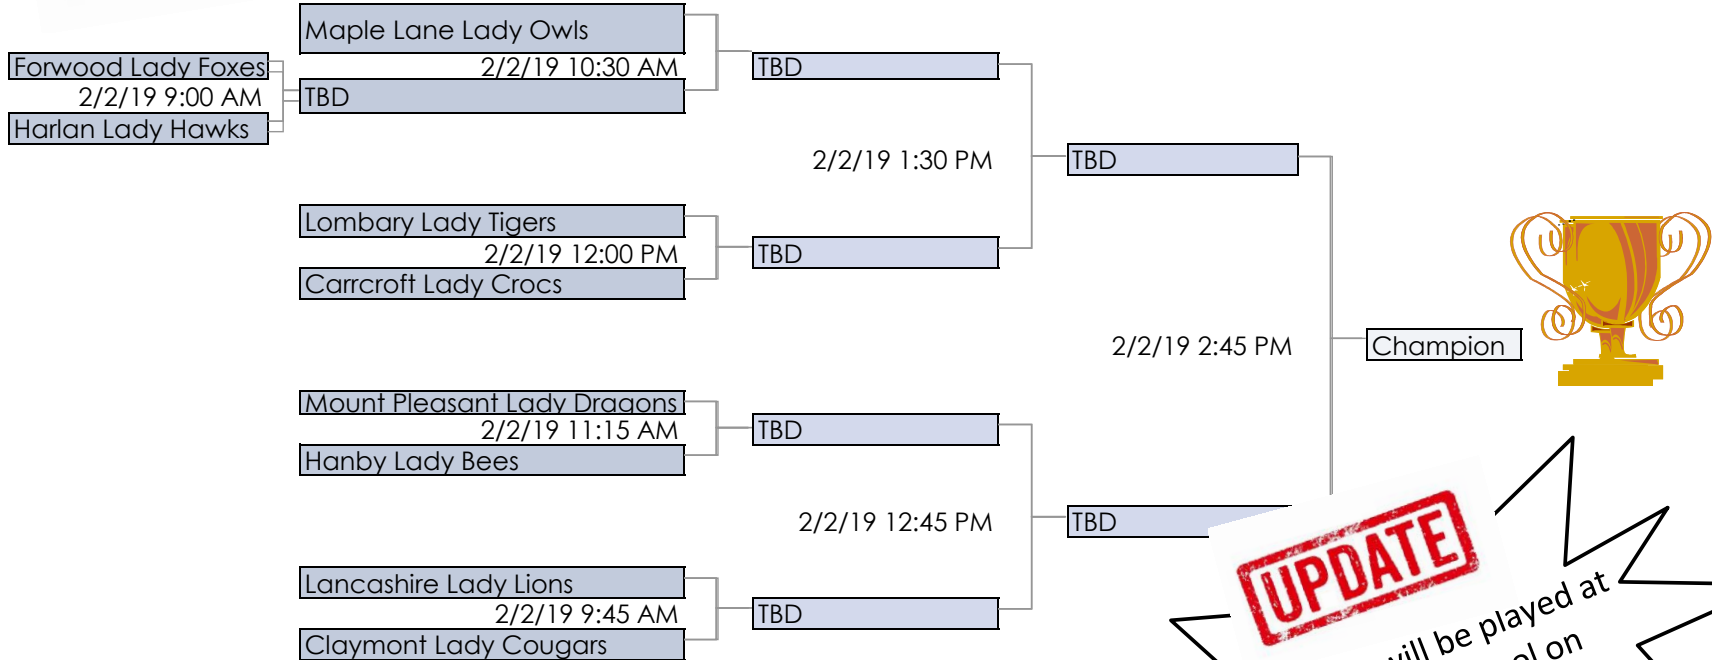 Maple Lane Lady Owls
Forwood Lady Foxes
2/2/19 10:30 AM
TBD
2/2/19 9:00 AM
TBD
Harlan Lady Hawks
2/2/19 1:30 PM
TBD
Lombary Lady Tigers
2/2/19 12:00 PM
TBD
Carrcroft Lady Crocs
2/2/19 2:45 PM
Champion
Mount Pleasant Lady Dragons
2/2/19 11:15 AM
TBD
Hanby Lady Bees
2/2/19 12:45 PM
TBD
UPDATE
Lancashire Lady Lions
2/2/19 9:45 AM
TBD
Claymont Lady Cougars
will be played at
on